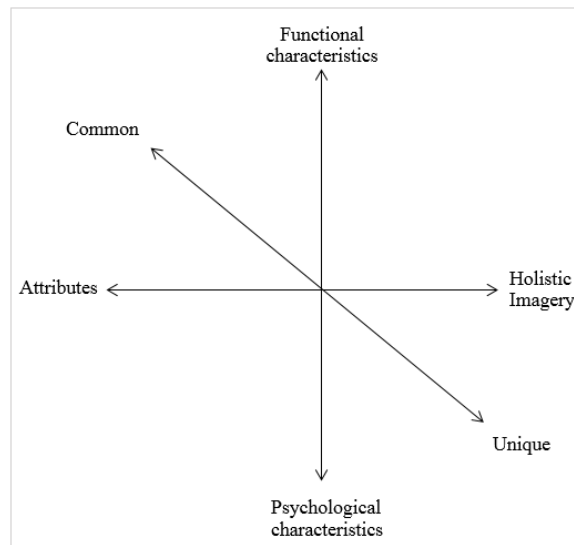 Functional
characteristics
Common
Attributes
Holistic
Imagery
Unique
Psychological
characteristics